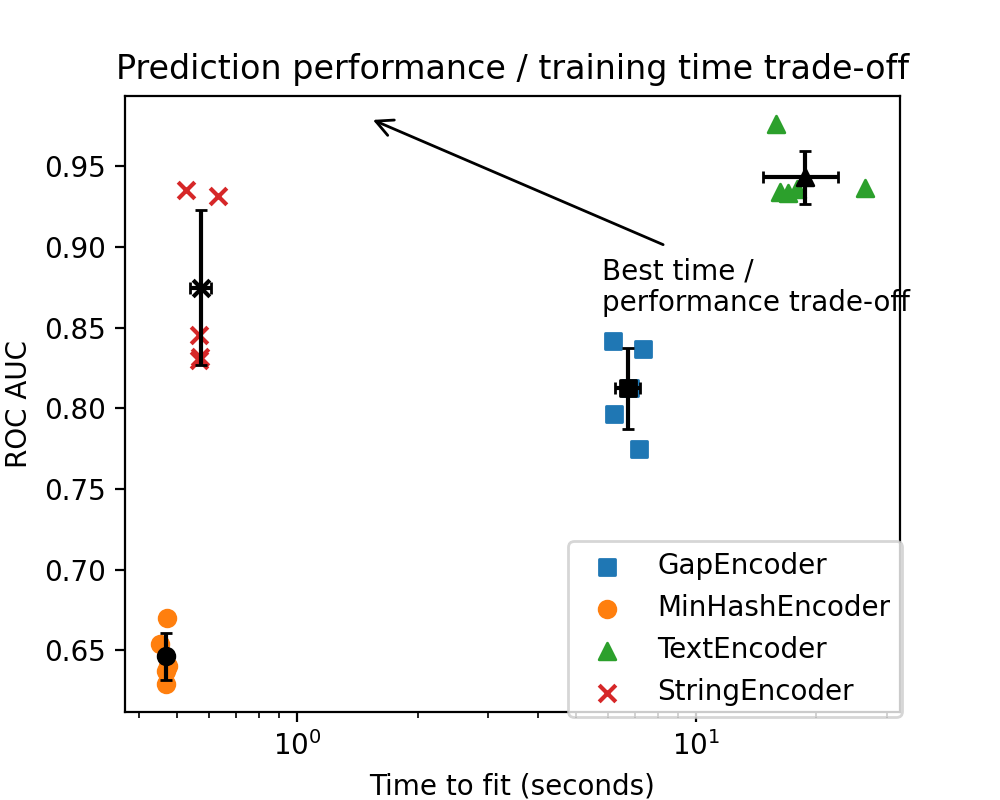 Prediction performance / training time trade-off
0.95
0.90
0.85
0.80
0.75
0.70
0.65
ROC AUC
Best time /
performance trade-off
GapEncoder
MinHashEncoder
TextEncoder
StringEncoder
10⁰
10¹
Time to fit (seconds)